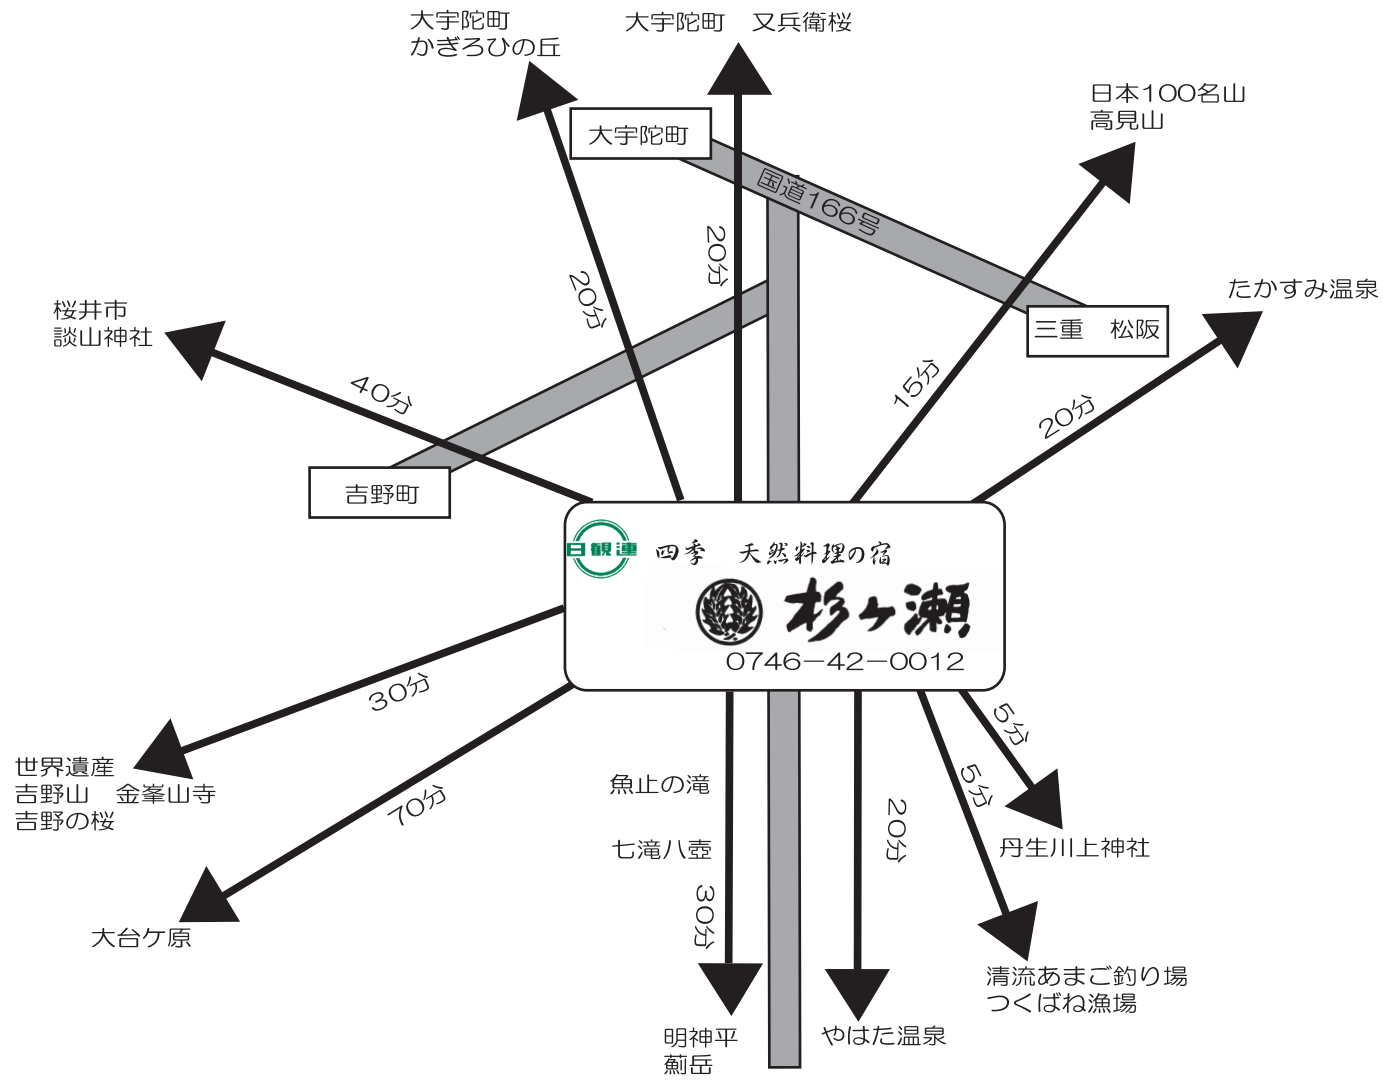 大宇陀町
かぎろひの丘
大宇陀町　又兵衛桜
日本100名山
高見山
大宇陀町
国道166号
20分
20分
たかすみ温泉
桜井市
談山神社
三重　松阪
40分
15分
20分
吉野町
日観連
四季　天然料理の宿
杉ヶ瀬
0746－42－0012
30分
5分
世界遺産
吉野山　金峯山寺
吉野の桜
70分
魚止の滝
5分
七滝八壺
20分
丹生川上神社
30分
大台ケ原
清流あまご釣り場
つくばね漁場
明神平
薊岳
やはた温泉